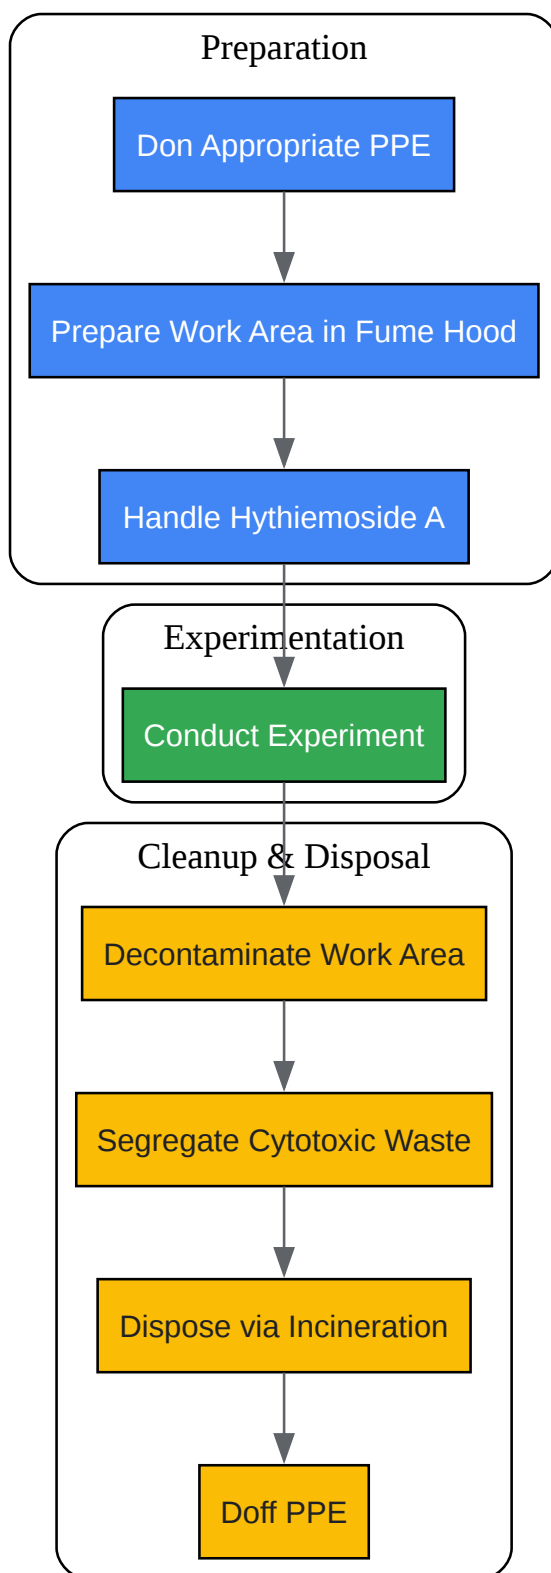 Preparation
Don Appropriate PPE
Prepare Work Area in Fume Hood
Handle Hythiemoside A
Experimentation
Conduct Experiment
Cleanup & Disposal
Decontaminate Work Area
Segregate Cytotoxic Waste
Dispose via Incineration
Doff PPE